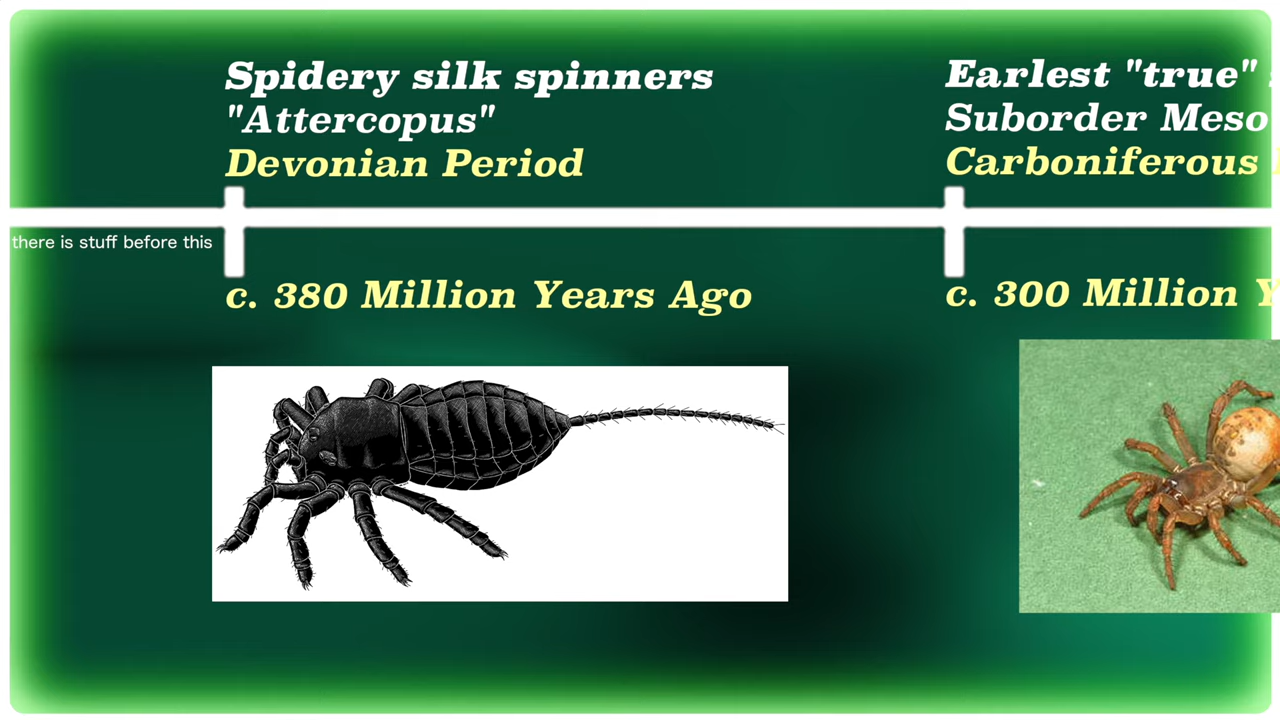 Spidery silk spinners
"Attercopus"
Devonian Period
Earlest "true"
Suborder Meso
Carboniferous
there is stuff before this
c. 380 Million Years Ago
c. 300 Million Y